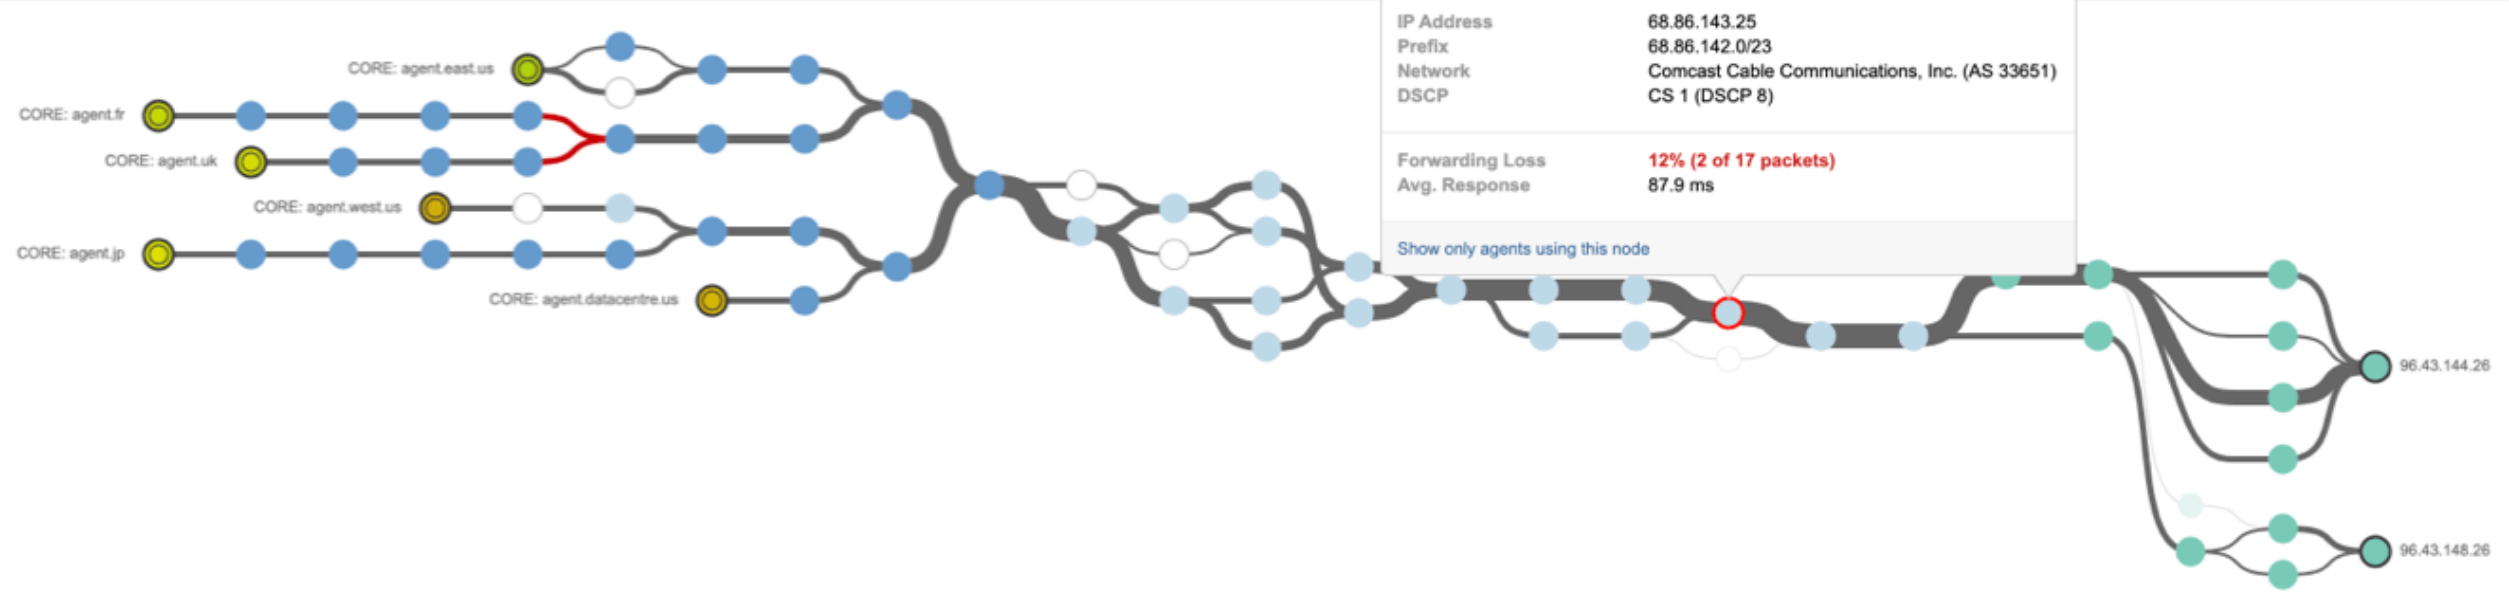 IP Address 68.86.143.25
Prefix 68.86.142.0/23
Network Comcast Cable Communications, Inc. (AS 33651)
DSCP CS 1 (DSCP 8)
Forwarding Loss 12% (2 of 17 packets)
Avg. Response 87.9 ms
Show only agents using this node
CORE: agent.east.us
CORE: agent.fr
CORE: agent.uk
CORE: agent.west.us
CORE: agent.jp
CORE: agent.datacentre.us
96.43.144.26
96.43.148.26